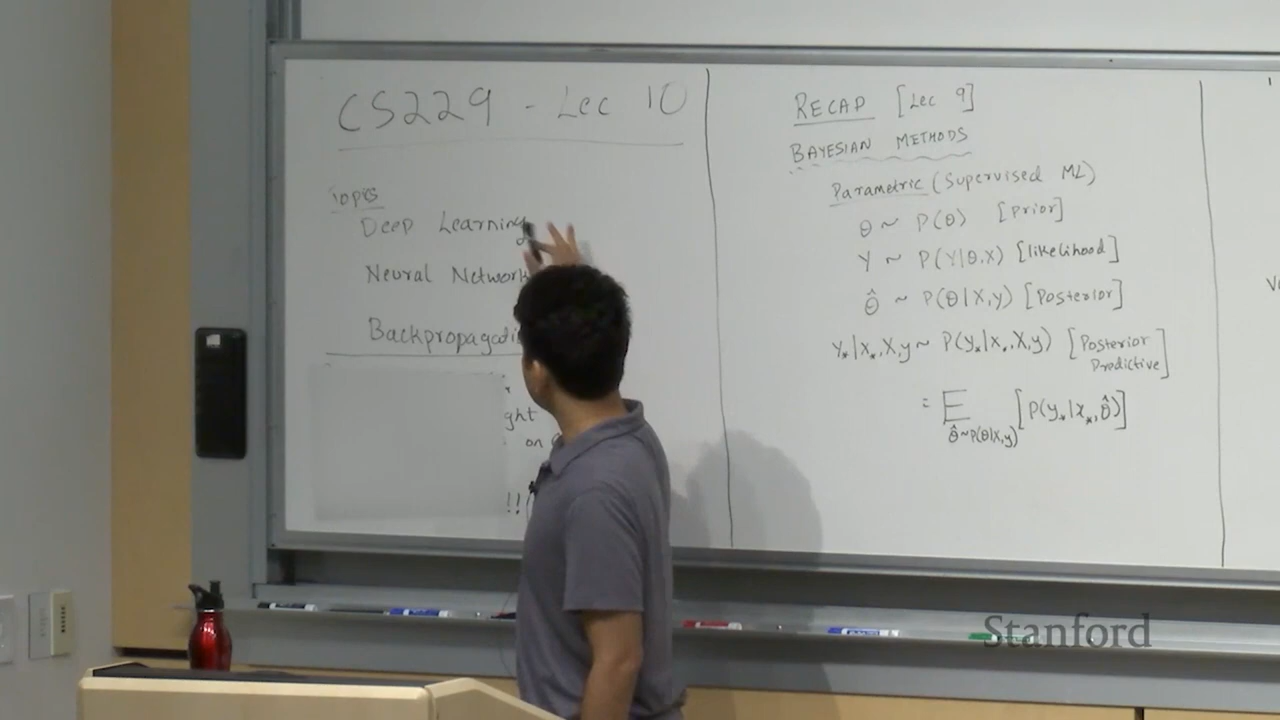 CS229 - Lec 10
Topics
Deep Learning
Neural Network
Backpropagati
ght
on
!!
RECAP [Lec 9]
BAYESIAN METHODS
Parametric (Supervised ML)
θ ~ P(θ) [Prior]
Y ~ P(Y|θ,X) [likelihood]
θ̂ ~ P(θ|X,y) [Posterior]
Y*|X*,X,y ~ P(y*|x*,X,y) [Posterior Predictive]
= E θ̂~P(θ|X,y) [P(y*|x*,θ̂)]
Stanford